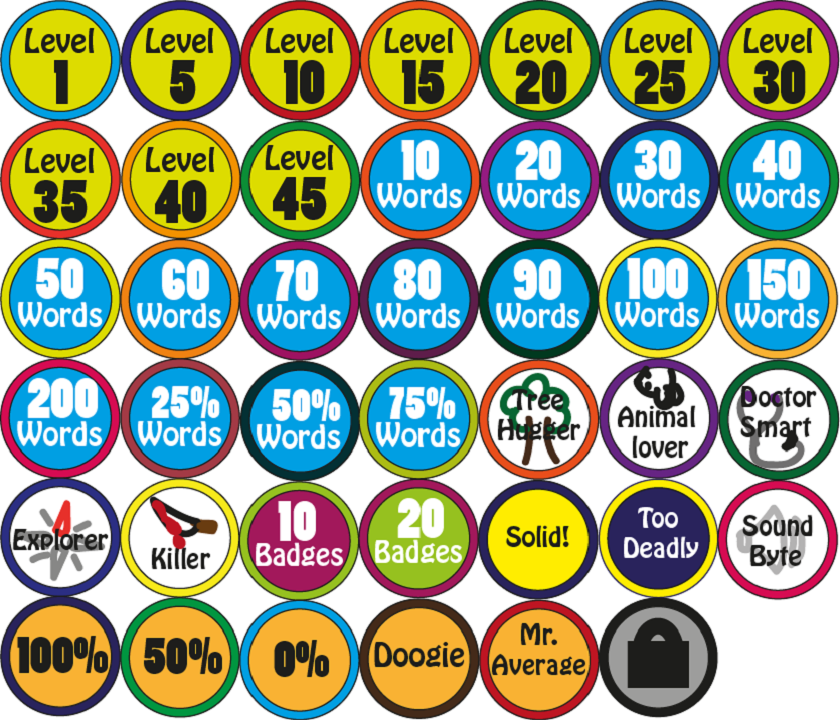 Level
1
Level
5
Level
10
Level
15
Level
20
Level
25
Level
30
Level
35
Level
40
Level
45
10
Words
20
Words
30
Words
40
Words
50
Words
60
Words
70
Words
80
Words
90
Words
100
Words
150
Words
200
Words
25%
Words
50%
Words
75%
Words
Tree
Hugger
Animal
lover
Doctor
Smart
Explorer
Killer
10
Badges
20
Badges
Solid!
Too
Deadly
Sound
Byte
100%
50%
0%
Doogie
Mr.
Average